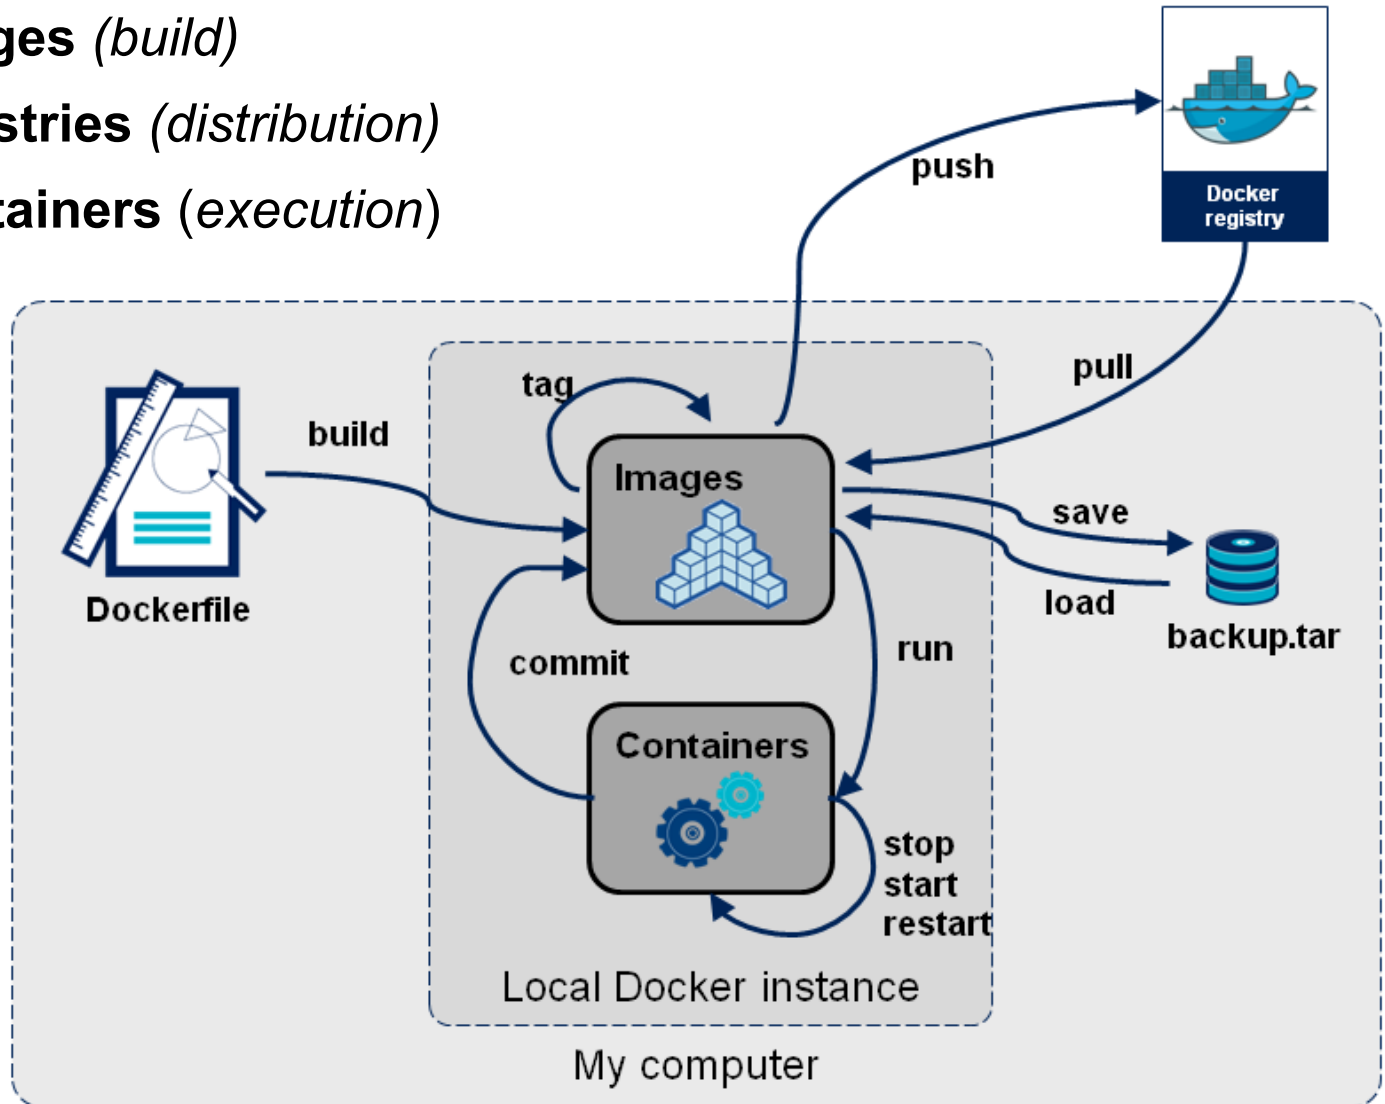 ges (build)
stries (distribution)
tainers (execution)
push
Docker
registry
pull
tag
build
Images
save
load
backup.tar
Dockerfile
commit
run
Containers
stop
start
restart
Local Docker instance
My computer